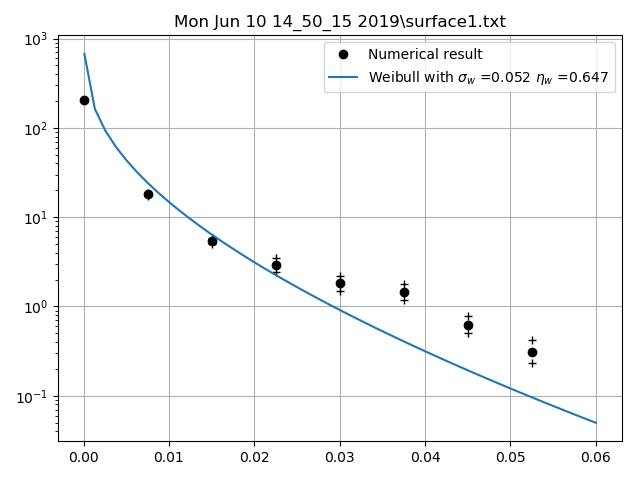 Mon Jun 10 14_50_15 2019\surface1.txt
Numerical result
Weibull with σw =0.052 ηw =0.647
10³
10²
10¹
10⁰
10⁻¹
0.00 0.01 0.02 0.03 0.04 0.05 0.06